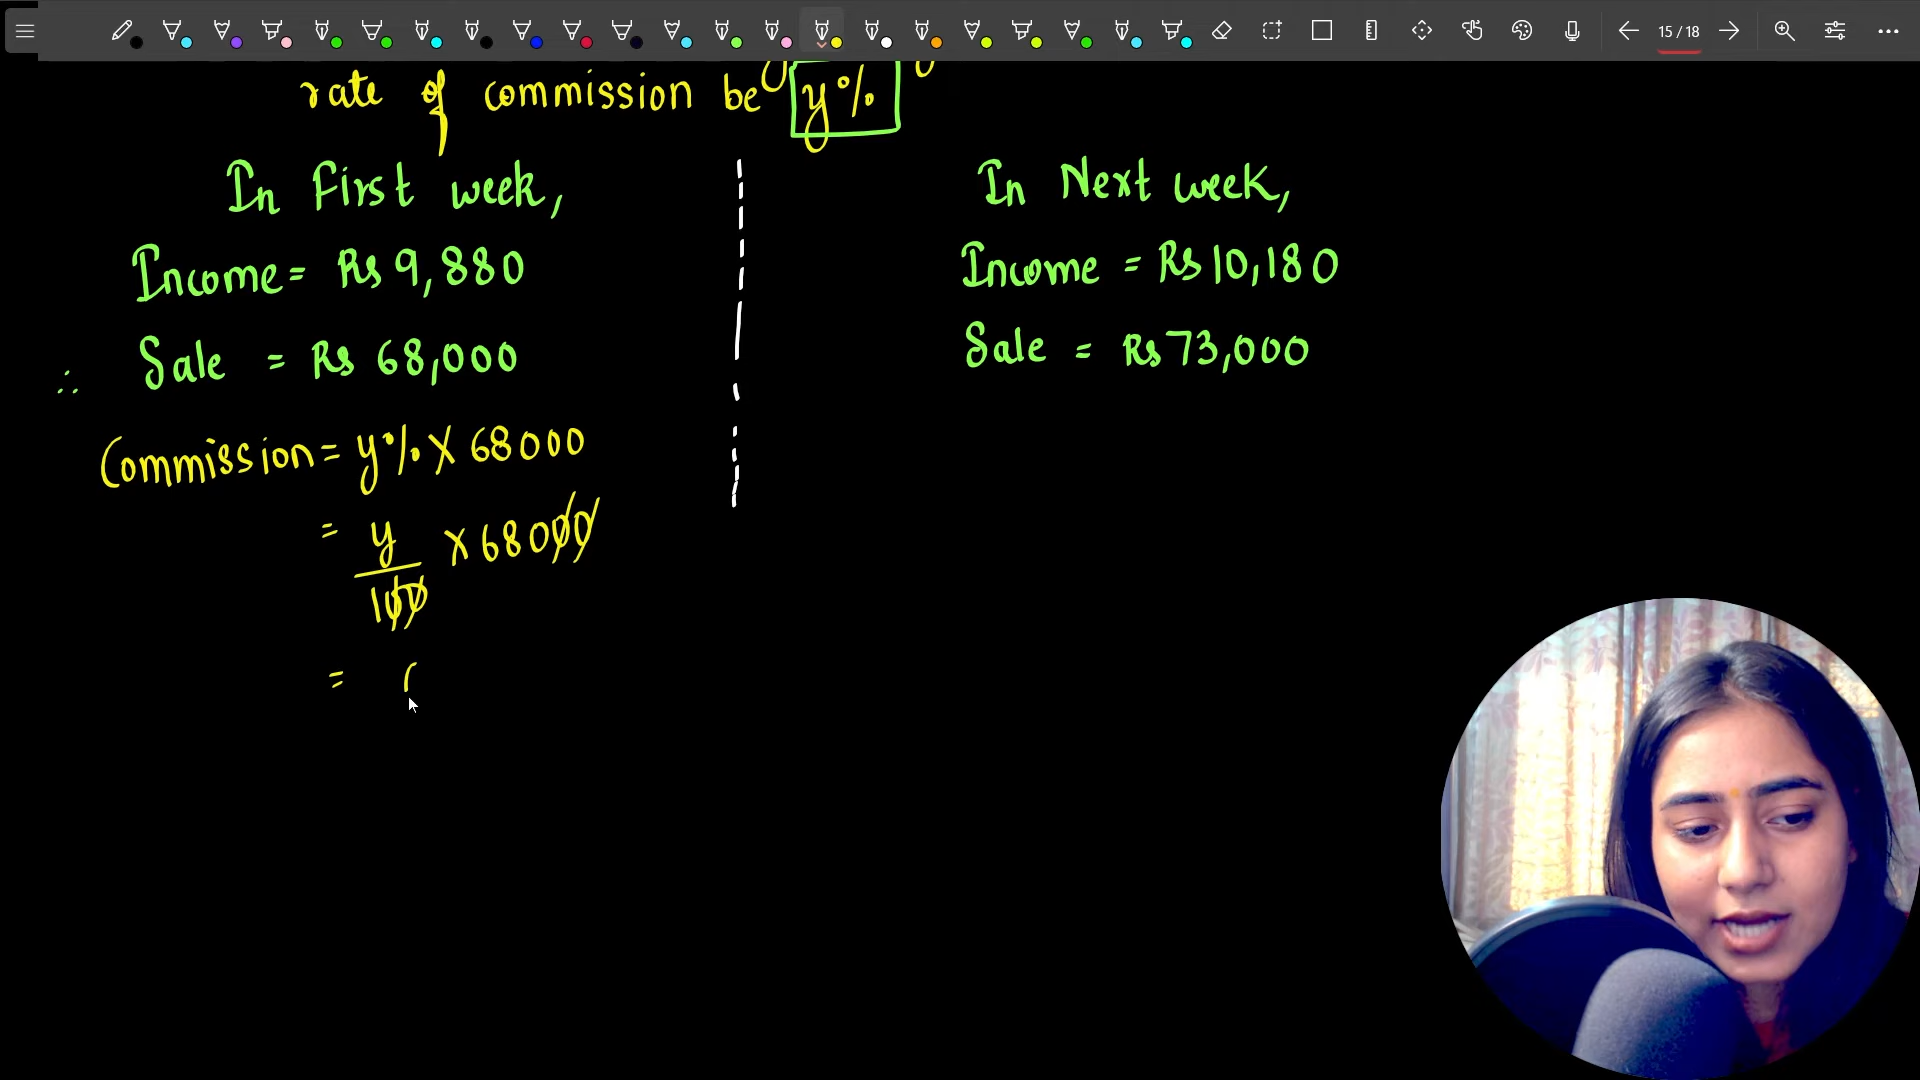 15 / 18
rate of commission be y%
In First week,
Income = Rs 9,880
∴ Sale = Rs 68,000
Commission = y% X 68000
= y/100 X 68000
=
In Next week,
Income = Rs 10,180
Sale = Rs 73,000